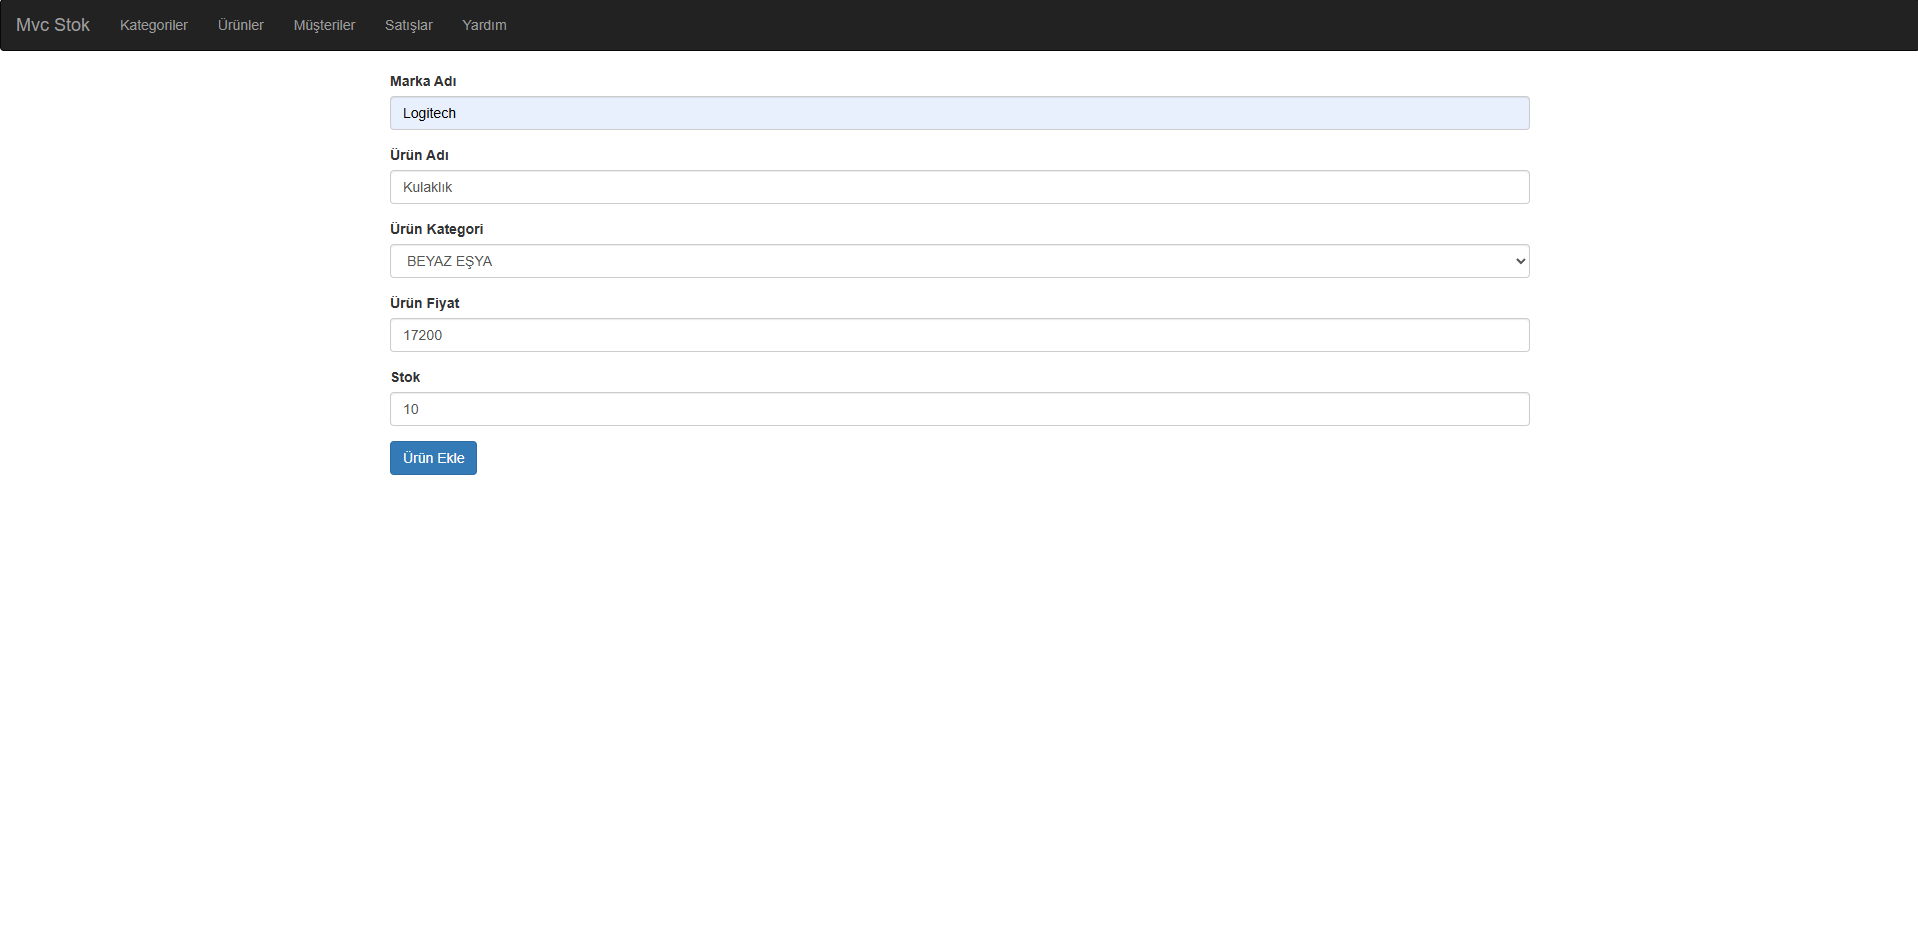 Mvc Stok Kategoriler Ürünler Müşteriler Satışlar Yardım
Marka Adı
Logitech
Ürün Adı
Kulaklık
Ürün Kategori
BEYAZ EŞYA
Ürün Fiyat
17200
Stok
10
Ürün Ekle